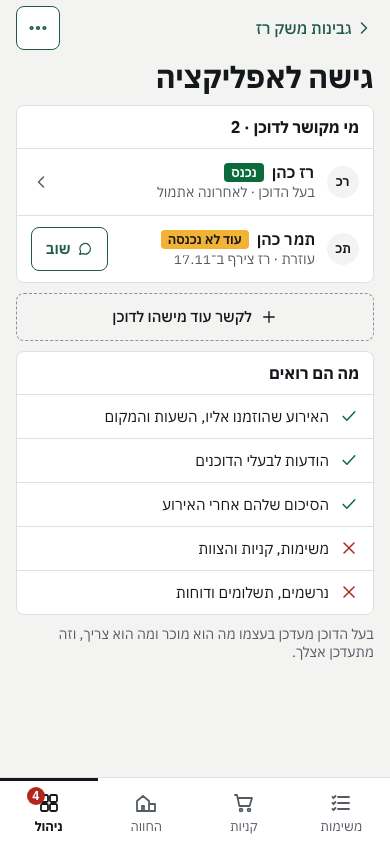 גבינות משק רז
גישה לאפליקציה
מי מקושר לדוכן · 2
רכ
רז כהן
נכנס
בעל הדוכן · לאחרונה אתמול
תכ
תמר כהן
עוד לא נכנסה
עוזרת · רז צירף ב־17.11
שוב
לקשר עוד מישהו לדוכן
מה הם רואים
האירוע שהוזמנו אליו, השעות והמקום
הודעות לבעלי הדוכנים
הסיכום שלהם אחרי האירוע
משימות, קניות והצוות
נרשמים, תשלומים ודוחות
בעל הדוכן מעדכן בעצמו מה הוא מוכר ומה הוא צריך, וזה
מתעדכן אצלך.
משימות
קניות
החווה
4
ניהול